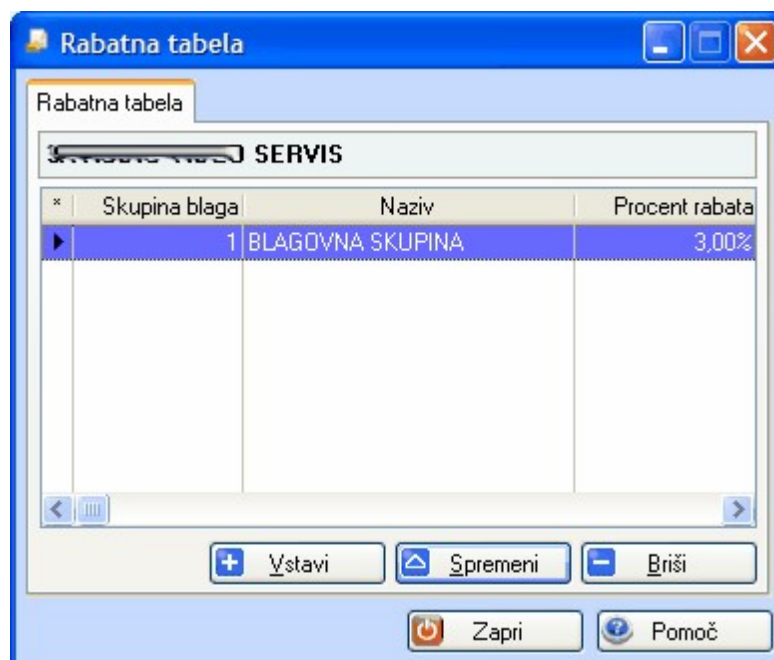 Rabatna tabela
Rabatna tabela
SERVIS
* Skupina blaga Naziv Procent rabata
1 BLAGOVNA SKUPINA 3,00%
Vstavi Spremeni Briši
Zapri Pomoč